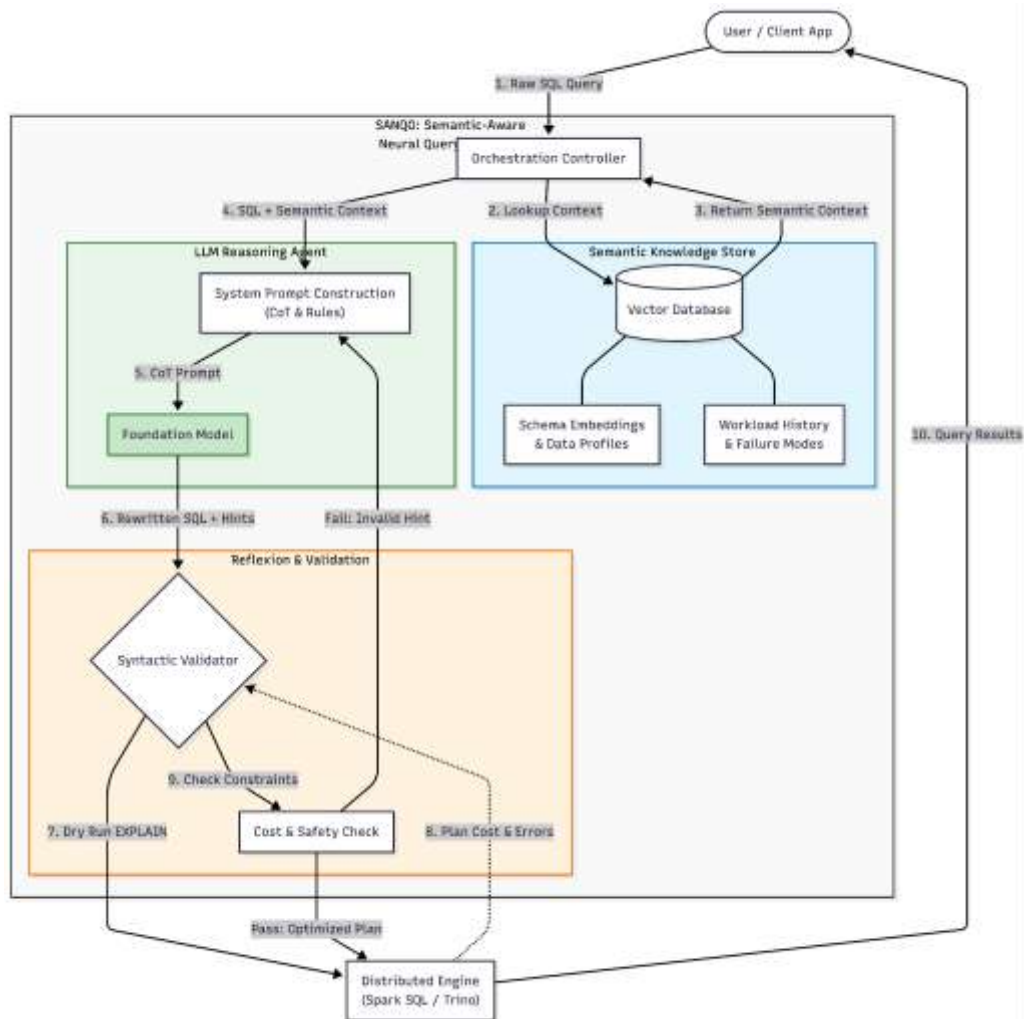 User / Client App
1. Raw SQL Query
SANQO: Semantic-Aware
Neural Query
Orchestration Controller
4. SQL + Semantic Context
2. Lookup Context
3. Return Semantic Context
LLM Reasoning Agent
Semantic Knowledge Store
System Prompt Construction
(CoT & Rules)
Vector Database
5. CoT Prompt
Foundation Model
Schema Embeddings
& Data Profiles
Workload History
& Failure Modes
10. Query Results
6. Rewritten SQL + Hints
Fail: Invalid Hint
Reflexion & Validation
Syntactic Validator
9. Check Constraints
7. Dry Run EXPLAIN
Cost & Safety Check
8. Plan Cost & Errors
Pass: Optimized Plan
Distributed Engine
(Spark SQL / Trino)